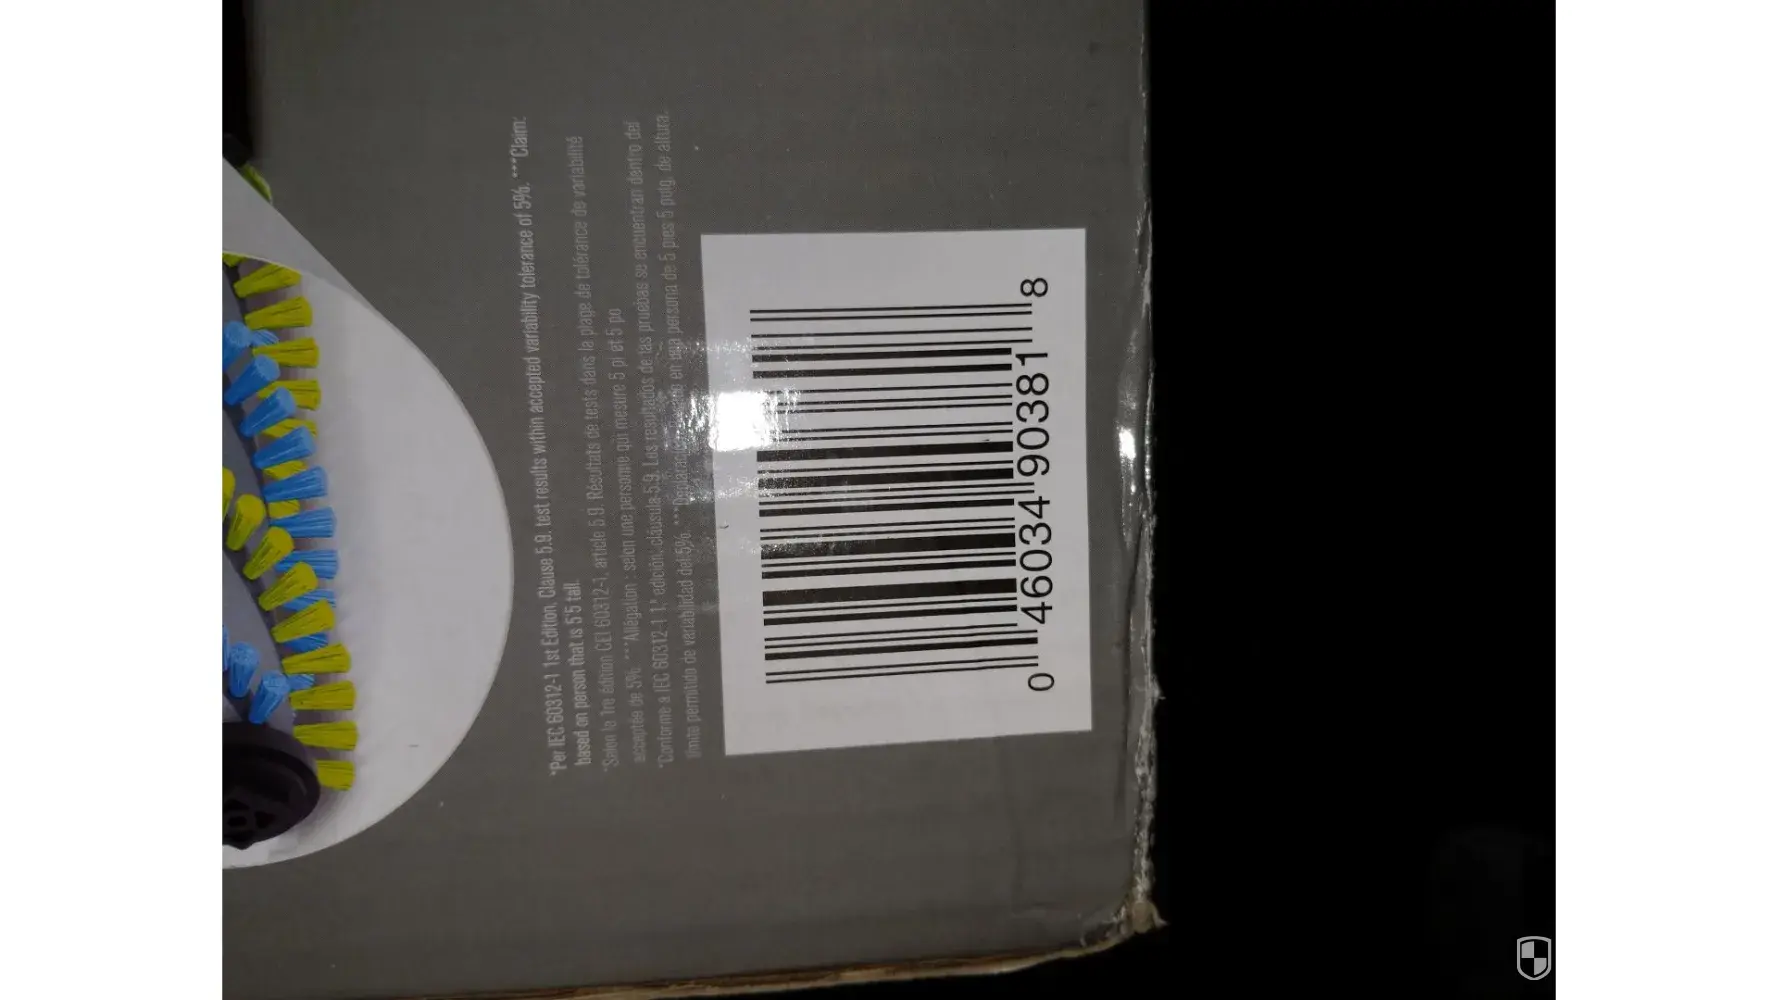 *Per IEC 60312-1 1st Edition, Clause 5.9. test results within accepted variability tolerance of 5%. ***Claim:
based on person that is 5'5 tall.
*Selon la 1re édition CEI 60312-1, article 5.9. Résultats de tests dans la plage de tolérance de variabilité
acceptée de 5%. ***Allégation : selon une personne qui mesure 5 pi et 5 po
*Conforme a IEC 60312-1 1.ª edición; cláusula 5.9. Los resultados de las pruebas se encuentran dentro del
límite permitido de variabilidad del 5%. en una persona de 5 pies 5 pulg. de altura.
0 46034 90381 8